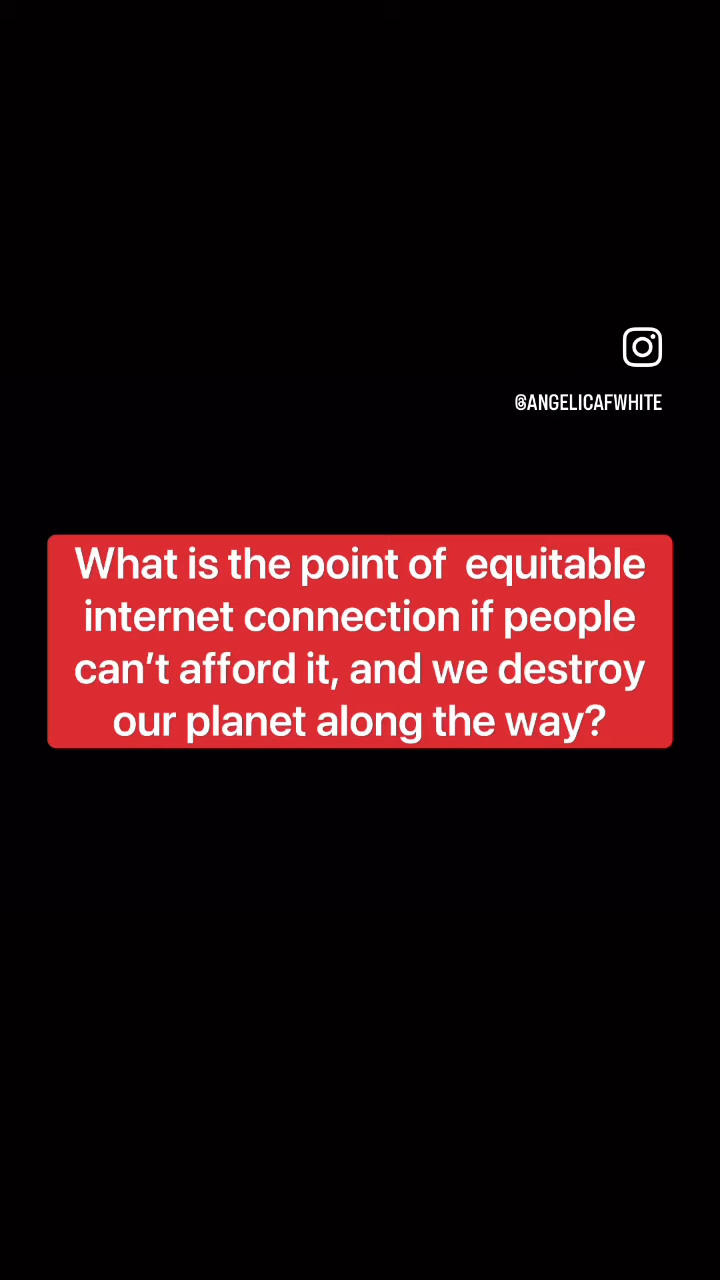 @ANGELICAFWHITE
What is the point of  equitable
internet connection if people
can’t afford it, and we destroy
our planet along the way?